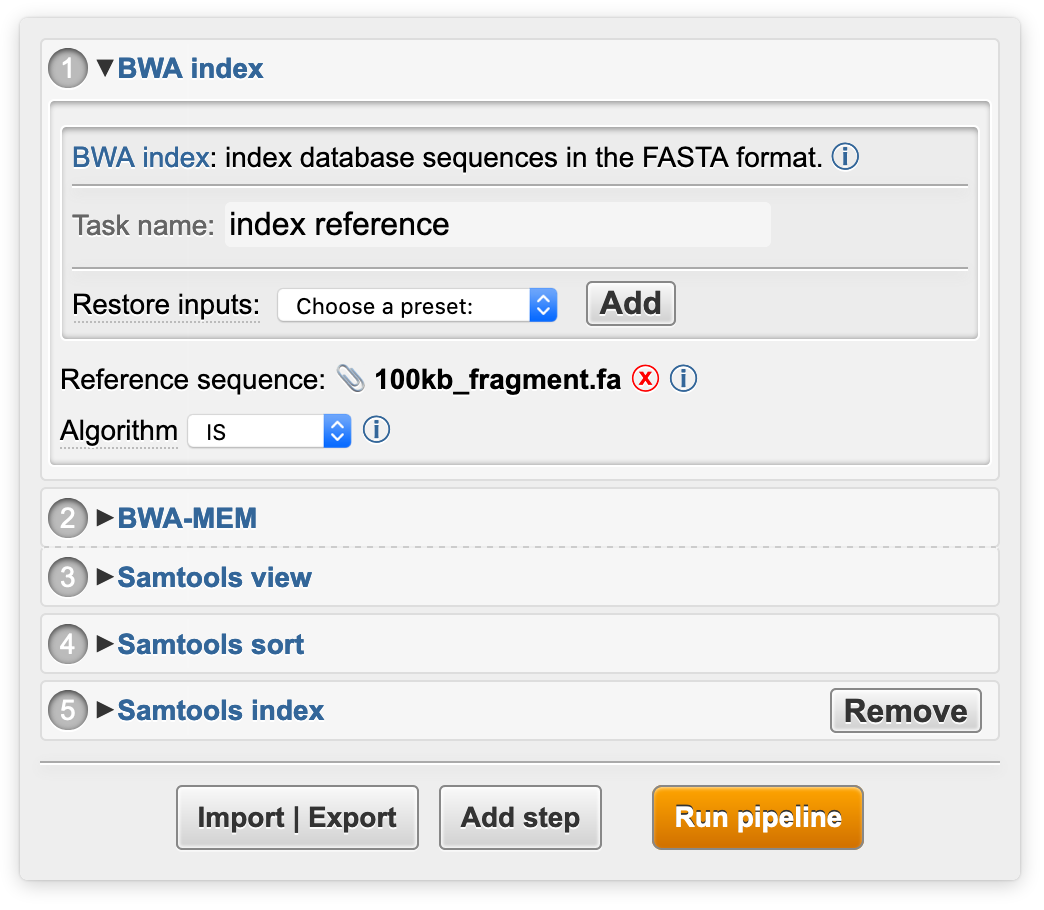 1 ▼BWA index
BWA index: index database sequences in the FASTA format. i
Task name: index reference
Restore inputs: Choose a preset: Add
Reference sequence: 100kb_fragment.fa x i
Algorithm IS i
2 ▶BWA-MEM
3 ▶Samtools view
4 ▶Samtools sort
5 ▶Samtools index Remove
Import | Export Add step Run pipeline